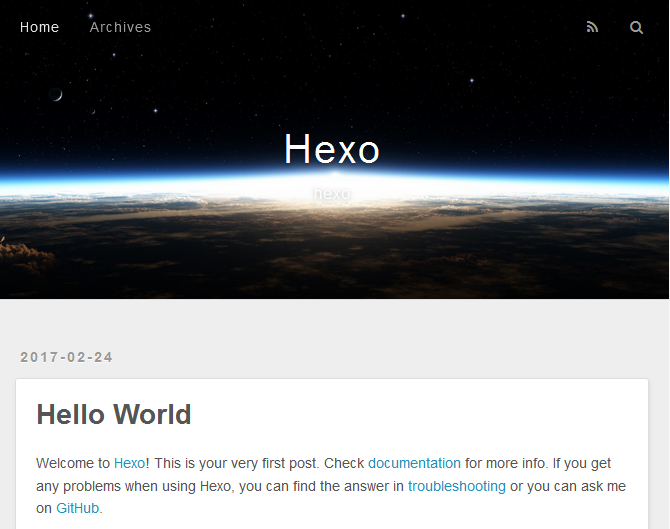 Home Archives
Hexo
hexo
2017-02-24
Hello World
Welcome to Hexo! This is your very first post. Check documentation for more info. If you get
any problems when using Hexo, you can find the answer in troubleshooting or you can ask me
on GitHub.